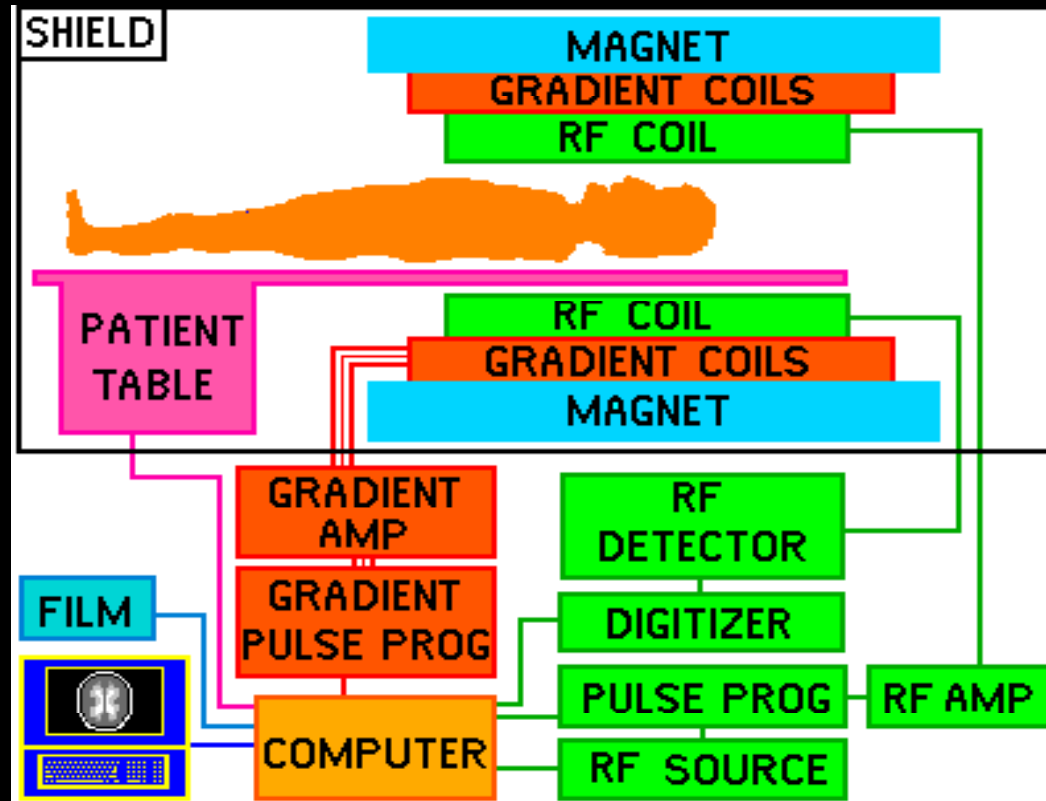 SHIELD
MAGNET
GRADIENT COILS
RF COIL
RF COIL
GRADIENT COILS
MAGNET
PATIENT
TABLE
GRADIENT
AMP
GRADIENT
PULSE PROG
RF
DETECTOR
DIGITIZER
PULSE PROG
RF AMP
RF SOURCE
FILM
COMPUTER